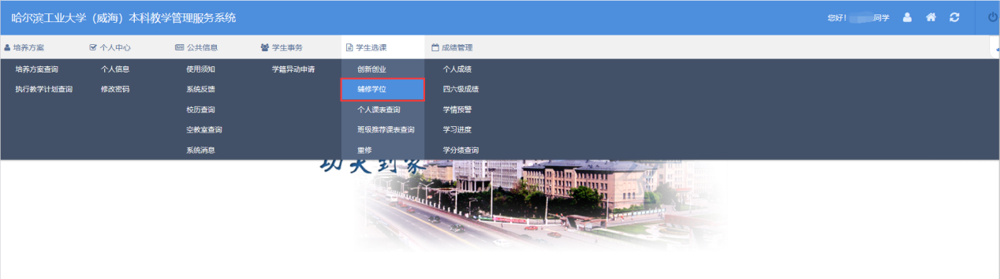 哈尔滨工业大学（威海）本科教学管理服务系统
您好！ 同学
培养方案 个人中心 公共信息 学生事务 学生选课 成绩管理
培养方案查询 个人信息 使用须知 学籍异动申请 创新创业 个人成绩
执行教学计划查询 修改密码 系统反馈 辅修学位 四六级成绩
校历查询 个人课表查询 学情预警
空教室查询 班级推荐课表查询 学习进度
系统消息 重修 学分绩查询
功夫到家